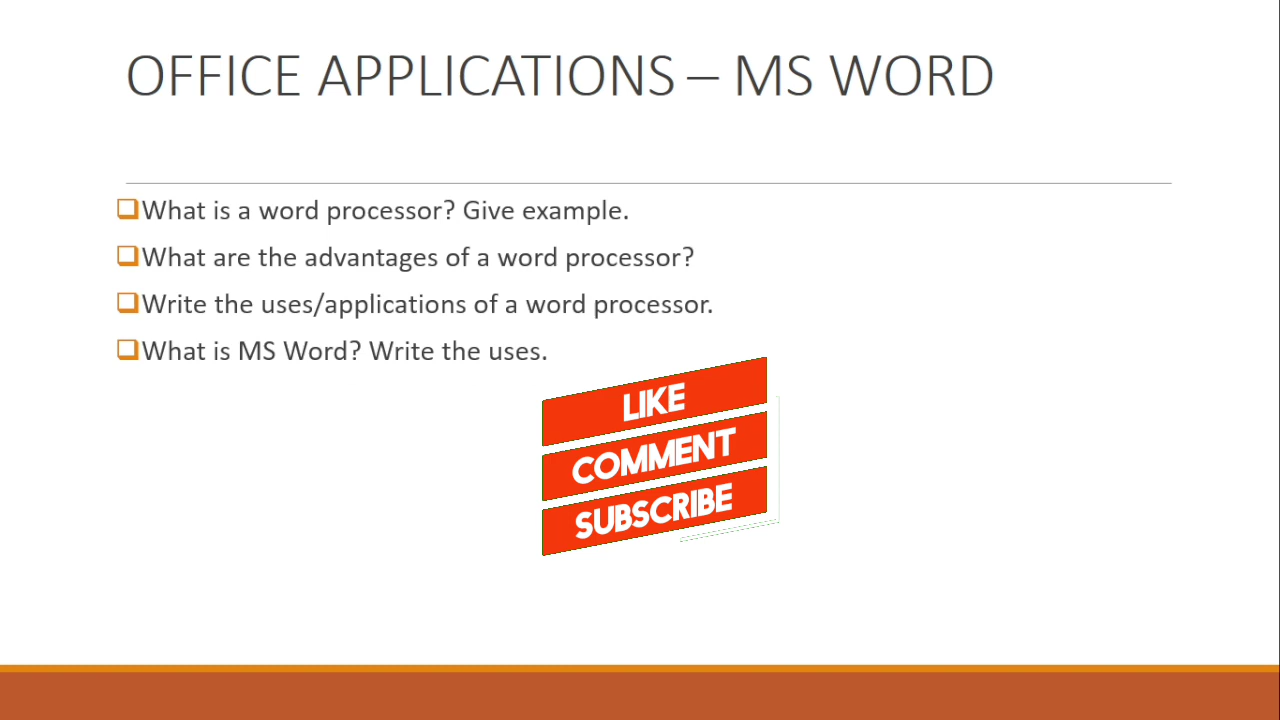 OFFICE APPLICATIONS – MS WORD
What is a word processor? Give example.
What are the advantages of a word processor?
Write the uses/applications of a word processor.
What is MS Word? Write the uses.
LIKE
COMMENT
SUBSCRIBE